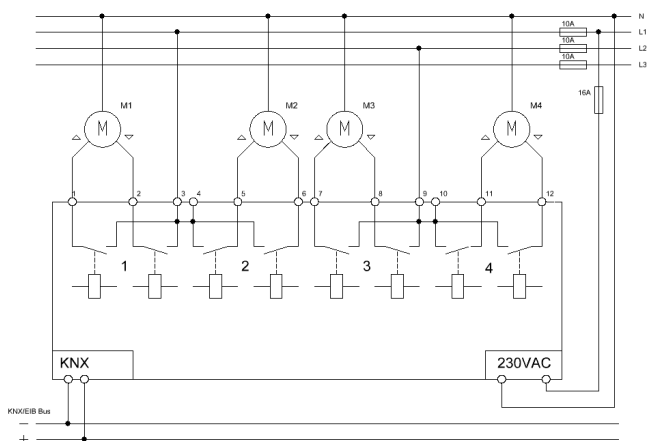 N
10A
L1
10A
L2
10A
L3
16A
M1
M2
M3
M4
M
M
M
M
1
2
3
4
5
6
7
8
9
10
11
12
1
2
3
4
KNX
230VAC
KNX/EIB Bus
−
+